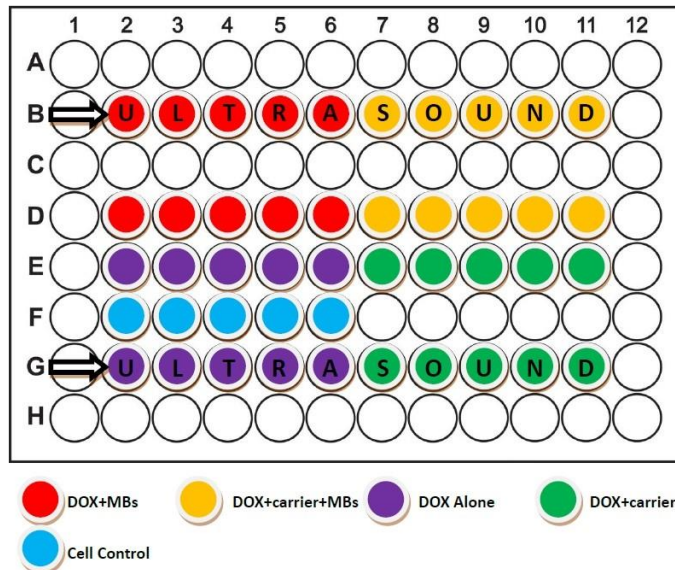 1 2 3 4 5 6 7 8 9 10 11 12
A
B U L T R A S O U N D
C
D
E
F
G U L T R A S O U N D
H
DOX+MBs DOX+carrier+MBs DOX Alone DOX+carrier
Cell Control